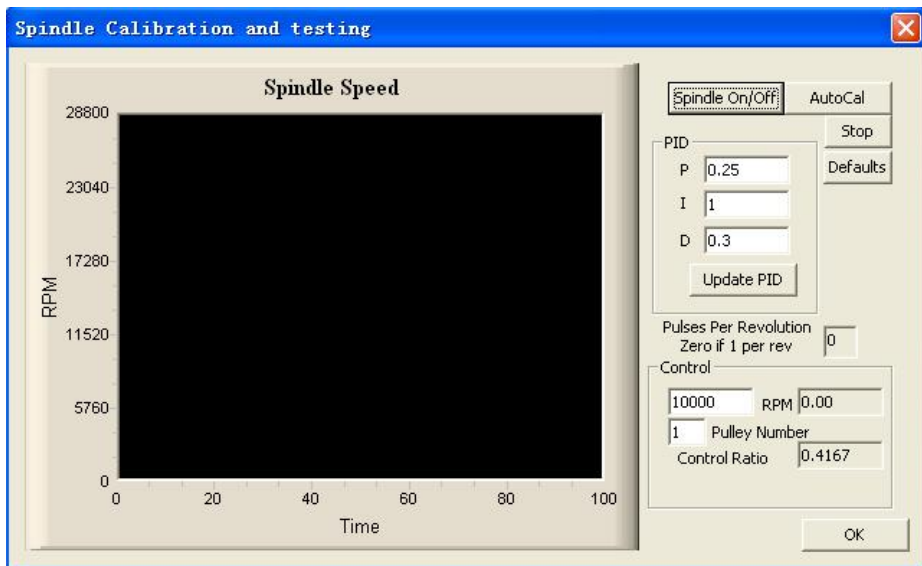 Spindle Calibration and testing
Spindle Speed
28800
23040
17280
11520
5760
0
RPM
0 20 40 60 80 100
Time
Spindle On/Off AutoCal
Stop
Defaults
PID
P 0.25
I 1
D 0.3
Update PID
Pulses Per Revolution
Zero if 1 per rev 0
Control
10000 RPM 0.00
1 Pulley Number
Control Ratio 0.4167
OK